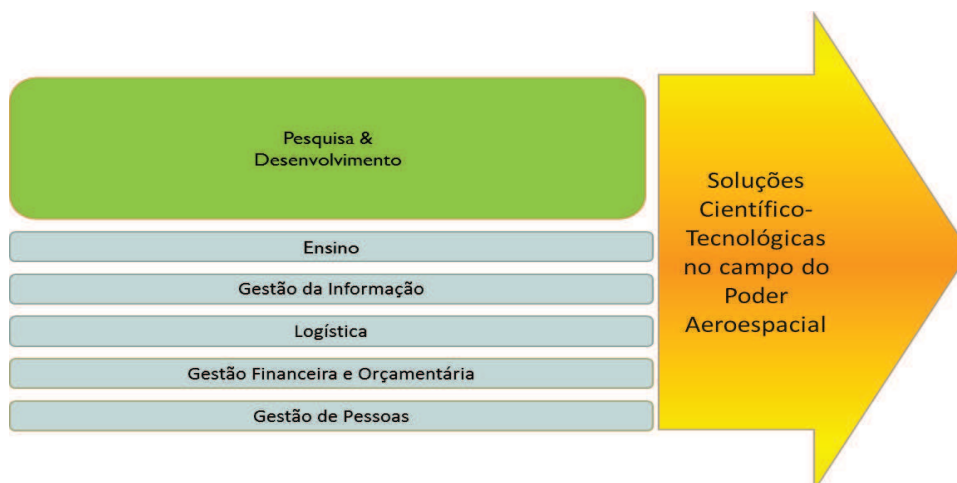 Pesquisa &
Desenvolvimento
Ensino
Gestão da Informação
Logística
Gestão Financeira e Orçamentária
Gestão de Pessoas
Soluções
Científico-
Tecnológicas
no campo do
Poder
Aeroespacial